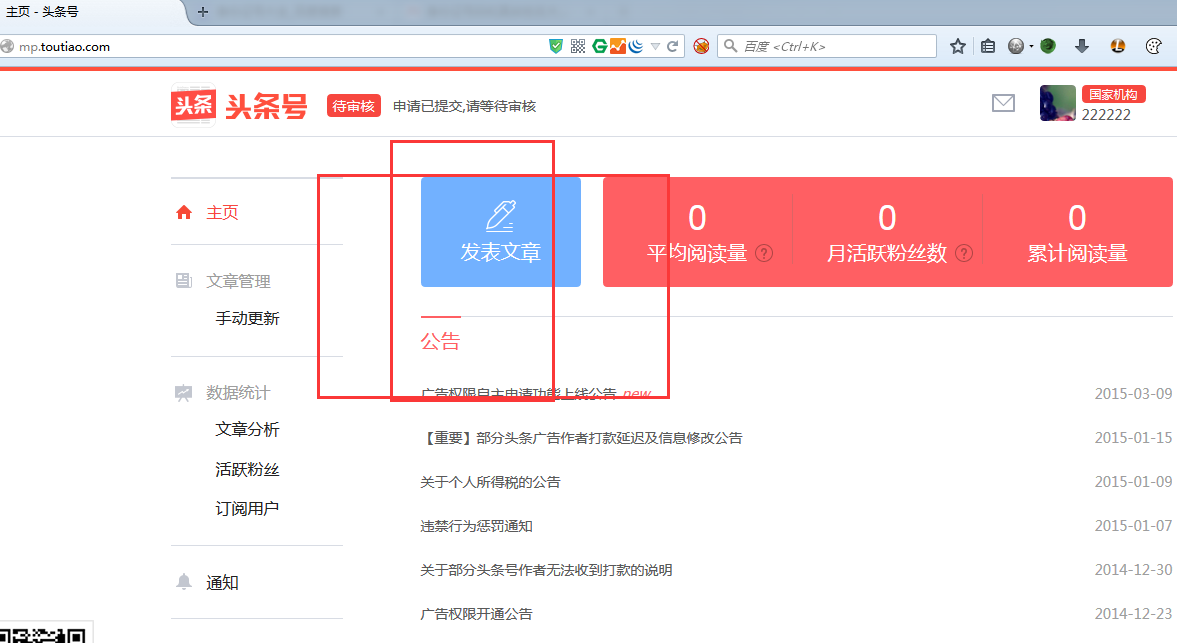 主页 - 头条号
mp.toutiao.com
百度 <Ctrl+K>
头条 头条号 待审核 申请已提交,请等待审核
国家机构
222222
主页
文章管理
手动更新
数据统计
文章分析
活跃粉丝
订阅用户
通知
发表文章
0
平均阅读量 ?
0
月活跃粉丝数 ?
0
累计阅读量
公告
广告权限自主申请功能上线公告 new 2015-03-09
【重要】部分头条广告作者打款延迟及信息修改公告 2015-01-15
关于个人所得税的公告 2015-01-09
违禁行为惩罚通知 2015-01-07
关于部分头条号作者无法收到打款的说明 2014-12-30
广告权限开通公告 2014-12-23